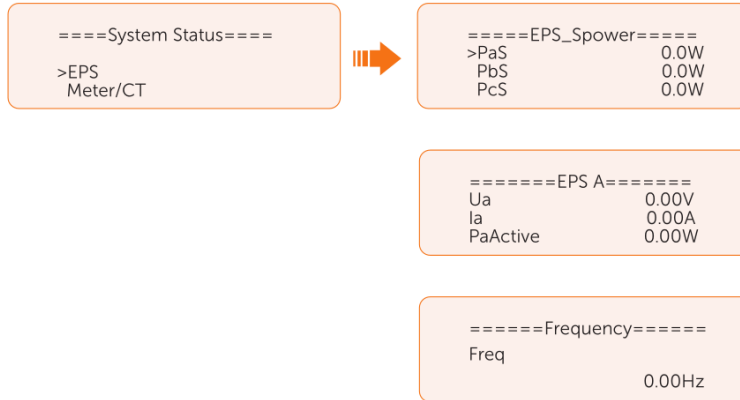 ====System Status====
>EPS
Meter/CT
=====EPS_Spower=====
>PaS 0.0W
PbS 0.0W
PcS 0.0W
=======EPS A=======
Ua 0.00V
Ia 0.00A
PaActive 0.00W
======Frequency======
Freq
0.00Hz